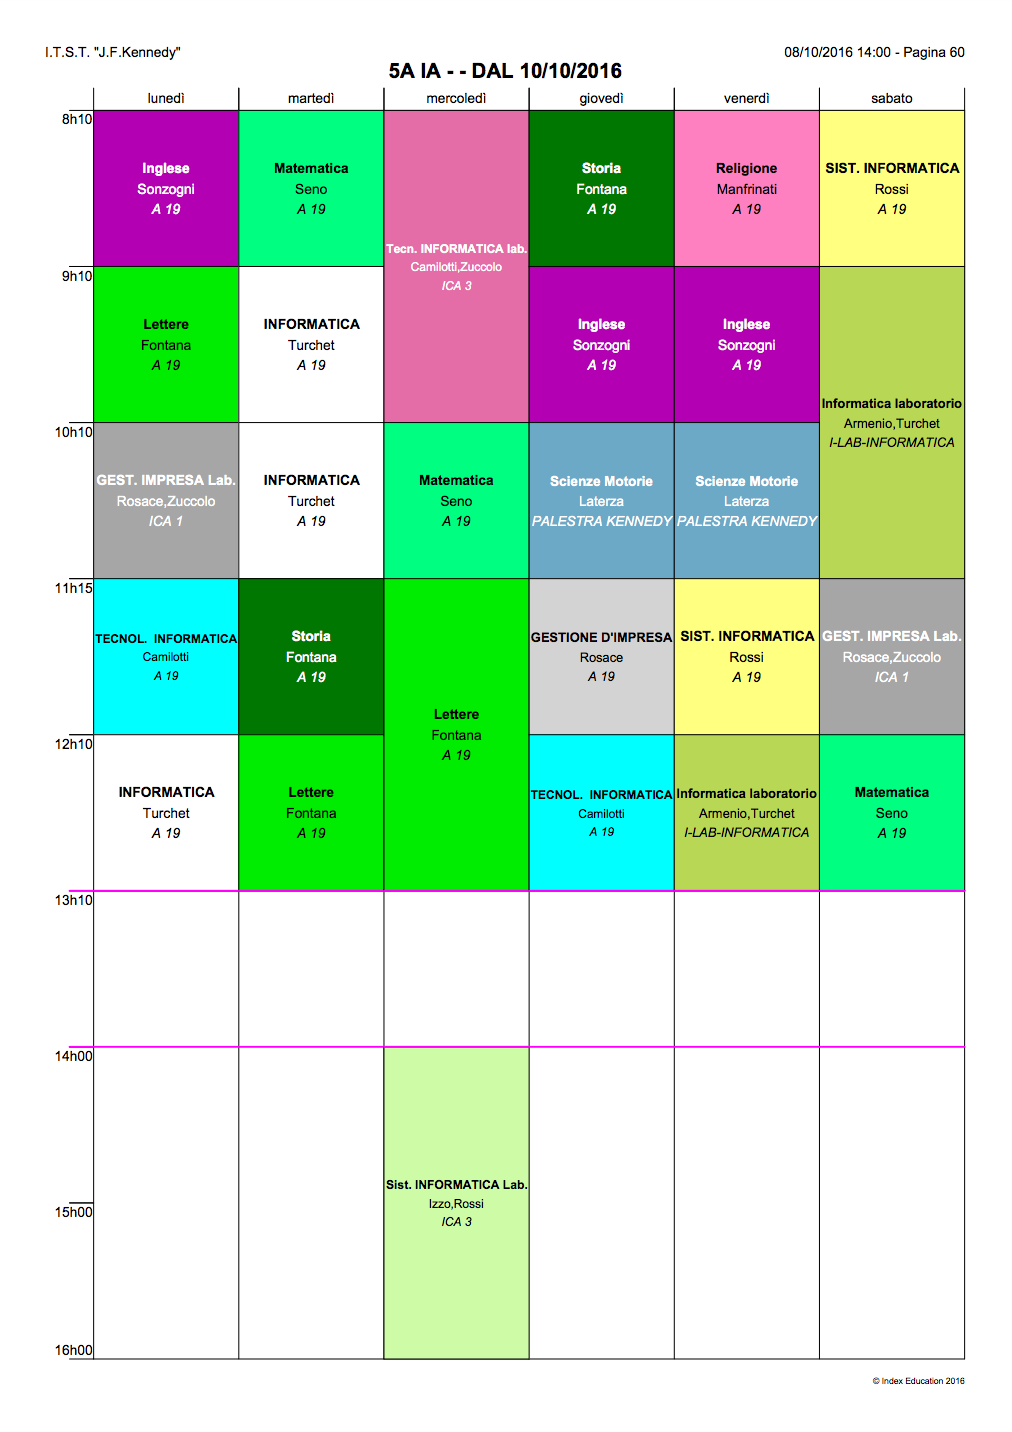 I.T.S.T. "J.F.Kennedy"
08/10/2016 14:00 - Pagina 60
5A IA - - DAL 10/10/2016
lunedì martedì mercoledì giovedì venerdì sabato
8h10
Inglese
Sonzogni
A 19
Matematica
Seno
A 19
Tecn. INFORMATICA lab.
Camilotti,Zuccolo
ICA 3
Storia
Fontana
A 19
Religione
Manfrinati
A 19
SIST. INFORMATICA
Rossi
A 19
9h10
Lettere
Fontana
A 19
INFORMATICA
Turchet
A 19
Inglese
Sonzogni
A 19
Inglese
Sonzogni
A 19
Informatica laboratorio
Armenio,Turchet
I-LAB-INFORMATICA
10h10
GEST. IMPRESA Lab.
Rosace,Zuccolo
ICA 1
INFORMATICA
Turchet
A 19
Matematica
Seno
A 19
Scienze Motorie
Laterza
PALESTRA KENNEDY
Scienze Motorie
Laterza
PALESTRA KENNEDY
11h15
TECNOL. INFORMATICA
Camilotti
A 19
Storia
Fontana
A 19
Lettere
Fontana
A 19
GESTIONE D'IMPRESA
Rosace
A 19
SIST. INFORMATICA
Rossi
A 19
GEST. IMPRESA Lab.
Rosace,Zuccolo
ICA 1
12h10
INFORMATICA
Turchet
A 19
Lettere
Fontana
A 19
TECNOL. INFORMATICA
Camilotti
A 19
Informatica laboratorio
Armenio,Turchet
I-LAB-INFORMATICA
Matematica
Seno
A 19
13h10
14h00
Sist. INFORMATICA Lab.
Izzo,Rossi
ICA 3
15h00
16h00
© Index Education 2016